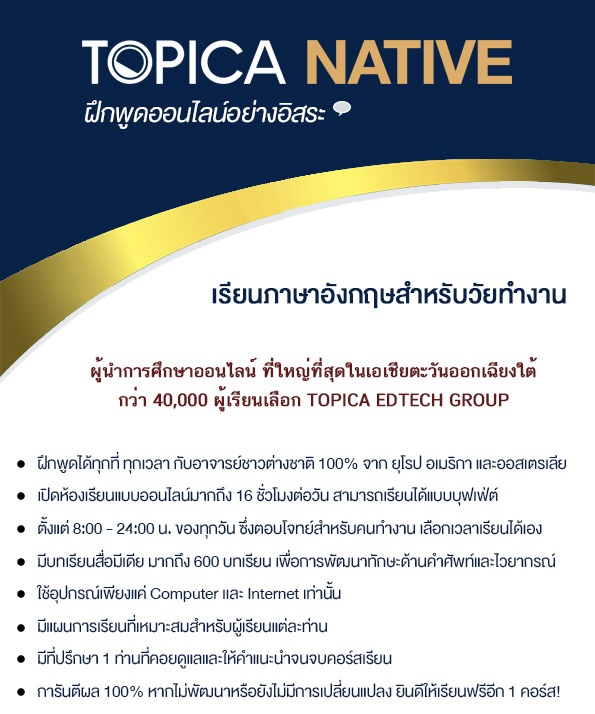 TOPICA NATIVE
ฝึกพูดออนไลน์อย่างอิสระ
เรียนภาษาอังกฤษสำหรับวัยทำงาน
ผู้นำการศึกษาออนไลน์ ที่ใหญ่ที่สุดในเอเชียตะวันออกเฉียงใต้
กว่า 40,000 ผู้เรียนเลือก TOPICA EDTECH GROUP
• ฝึกพูดได้ทุกที่ ทุกเวลา กับอาจารย์ชาวต่างชาติ 100% จาก ยุโรป อเมริกา และออสเตรเลีย
• เปิดห้องเรียนแบบออนไลน์มากถึง 16 ชั่วโมงต่อวัน สามารถเรียนได้แบบบุฟเฟ่ต์
• ตั้งแต่ 8:00 - 24:00 น. ของทุกวัน ซึ่งตอบโจทย์สำหรับคนทำงาน เลือกเวลาเรียนได้เอง
• มีบทเรียนสื่อมีเดีย มากถึง 600 บทเรียน เพื่อการพัฒนาทักษะด้านคำศัพท์และไวยากรณ์
• ใช้อุปกรณ์เพียงแค่ Computer และ Internet เท่านั้น
• มีแผนการเรียนที่เหมาะสมสำหรับผู้เรียนแต่ละท่าน
• มีที่ปรึกษา 1 ท่านที่คอยดูแลและให้คำแนะนำจนจบคอร์สเรียน
• การันตีผล 100% หากไม่พัฒนาหรือยังไม่มีการเปลี่ยนแปลง ยินดีให้เรียนฟรีอีก 1 คอร์ส!